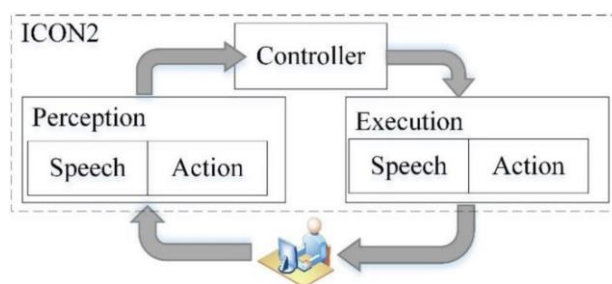 ICON2
Controller
Perception
Speech Action
Execution
Speech Action